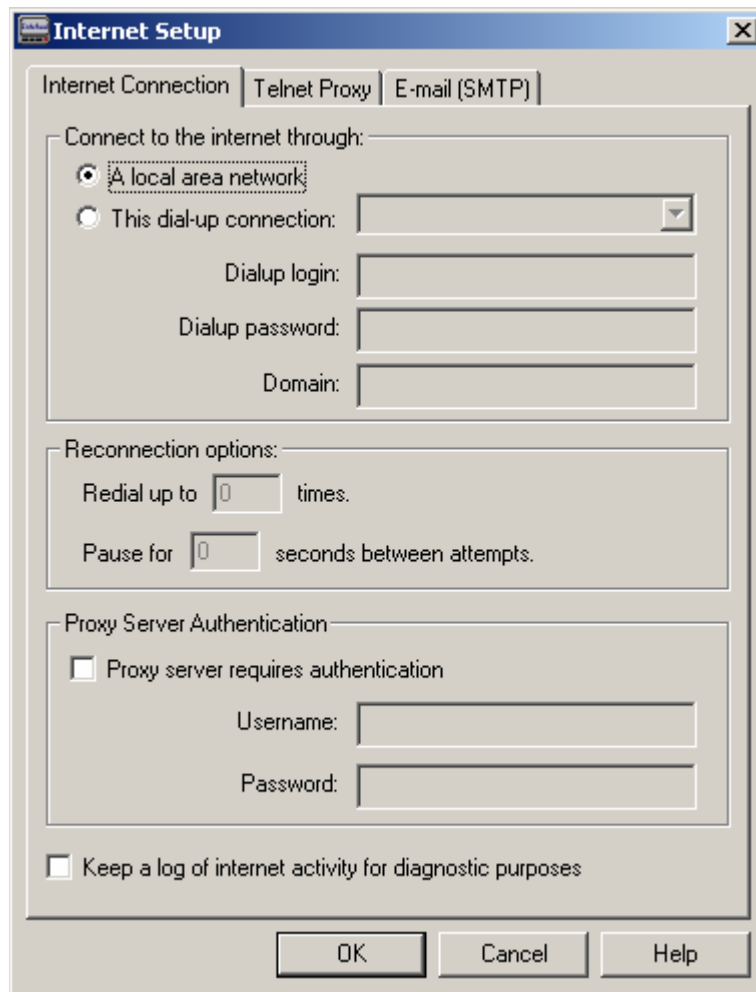 Internet Setup
Internet Connection Telnet Proxy E-mail (SMTP)
Connect to the internet through:
A local area network
This dial-up connection:
Dialup login:
Dialup password:
Domain:
Reconnection options:
Redial up to 0 times.
Pause for 0 seconds between attempts.
Proxy Server Authentication
Proxy server requires authentication
Username:
Password:
Keep a log of internet activity for diagnostic purposes
OK Cancel Help